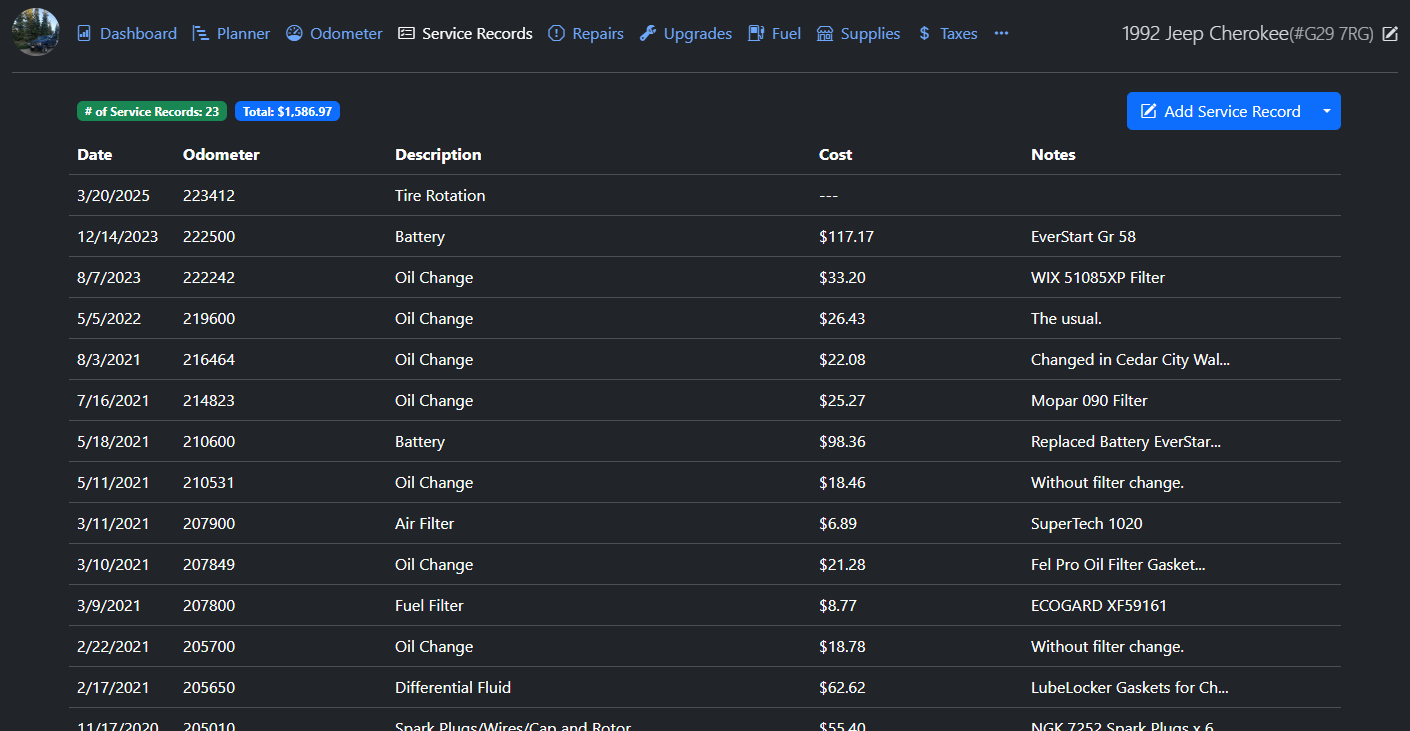 Dashboard Planner Odometer Service Records Repairs Upgrades Fuel Supplies $ Taxes ··· 1992 Jeep Cherokee(#G29 7RG)
# of Service Records: 23 Total: $1,586.97 Add Service Record
Date Odometer Description Cost Notes
3/20/2025 223412 Tire Rotation ---
12/14/2023 222500 Battery $117.17 EverStart Gr 58
8/7/2023 222242 Oil Change $33.20 WIX 51085XP Filter
5/5/2022 219600 Oil Change $26.43 The usual.
8/3/2021 216464 Oil Change $22.08 Changed in Cedar City Wal...
7/16/2021 214823 Oil Change $25.27 Mopar 090 Filter
5/18/2021 210600 Battery $98.36 Replaced Battery EverStar...
5/11/2021 210531 Oil Change $18.46 Without filter change.
3/11/2021 207900 Air Filter $6.89 SuperTech 1020
3/10/2021 207849 Oil Change $21.28 Fel Pro Oil Filter Gasket...
3/9/2021 207800 Fuel Filter $8.77 ECOGARD XF59161
2/22/2021 205700 Oil Change $18.78 Without filter change.
2/17/2021 205650 Differential Fluid $62.62 LubeLocker Gaskets for Ch...
11/17/2020 205010 Spark Plugs/Wires/Cap and Rotor $55.40 NGK 7252 Spark Plugs x 6